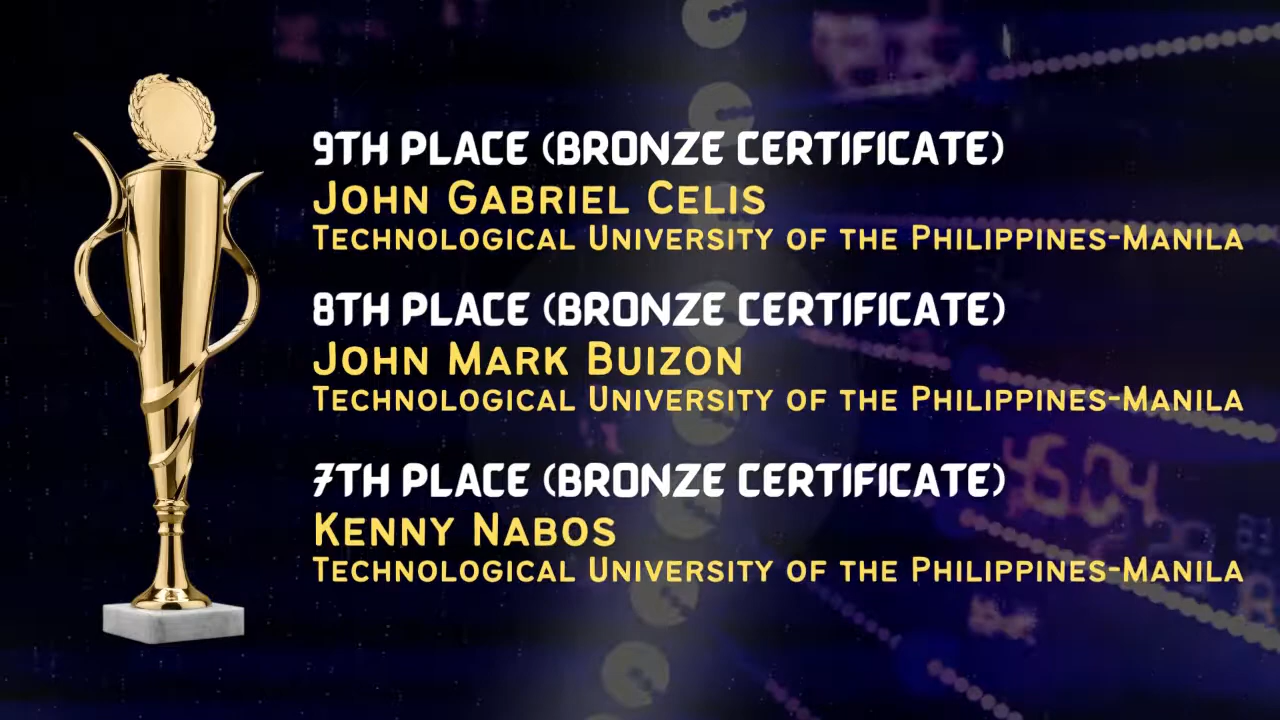 9TH PLACE (BRONZE CERTIFICATE)
JOHN GABRIEL CELIS
TECHNOLOGICAL UNIVERSITY OF THE PHILIPPINES-MANILA
8TH PLACE (BRONZE CERTIFICATE)
JOHN MARK BUIZON
TECHNOLOGICAL UNIVERSITY OF THE PHILIPPINES-MANILA
7TH PLACE (BRONZE CERTIFICATE)
KENNY NABOS
TECHNOLOGICAL UNIVERSITY OF THE PHILIPPINES-MANILA